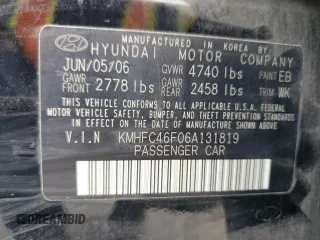 MANUFACTURED IN KOREA BY
HYUNDAI MOTOR COMPANY
JUN/05/06 GVWR 4740 lbs PAINT EB
GAWR FRONT 2778 lbs GAWR REAR 2458 lbs TRIM WK
THIS VEHICLE CONFORMS TO ALL APPLICABLE FEDERAL
MOTOR VEHICLE SAFETY, BUMPER AND THEFT PREVENTION
STANDARDS IN EFFECT ON THE DATE OF MANUFACTURE
SHOWN ABOVE.
V.I.N KMHFC46F06A131819
PASSENGER CAR
DREAMBID